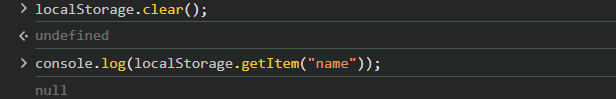 localStorage.clear();
undefined
console.log(localStorage.getItem("name"));
null